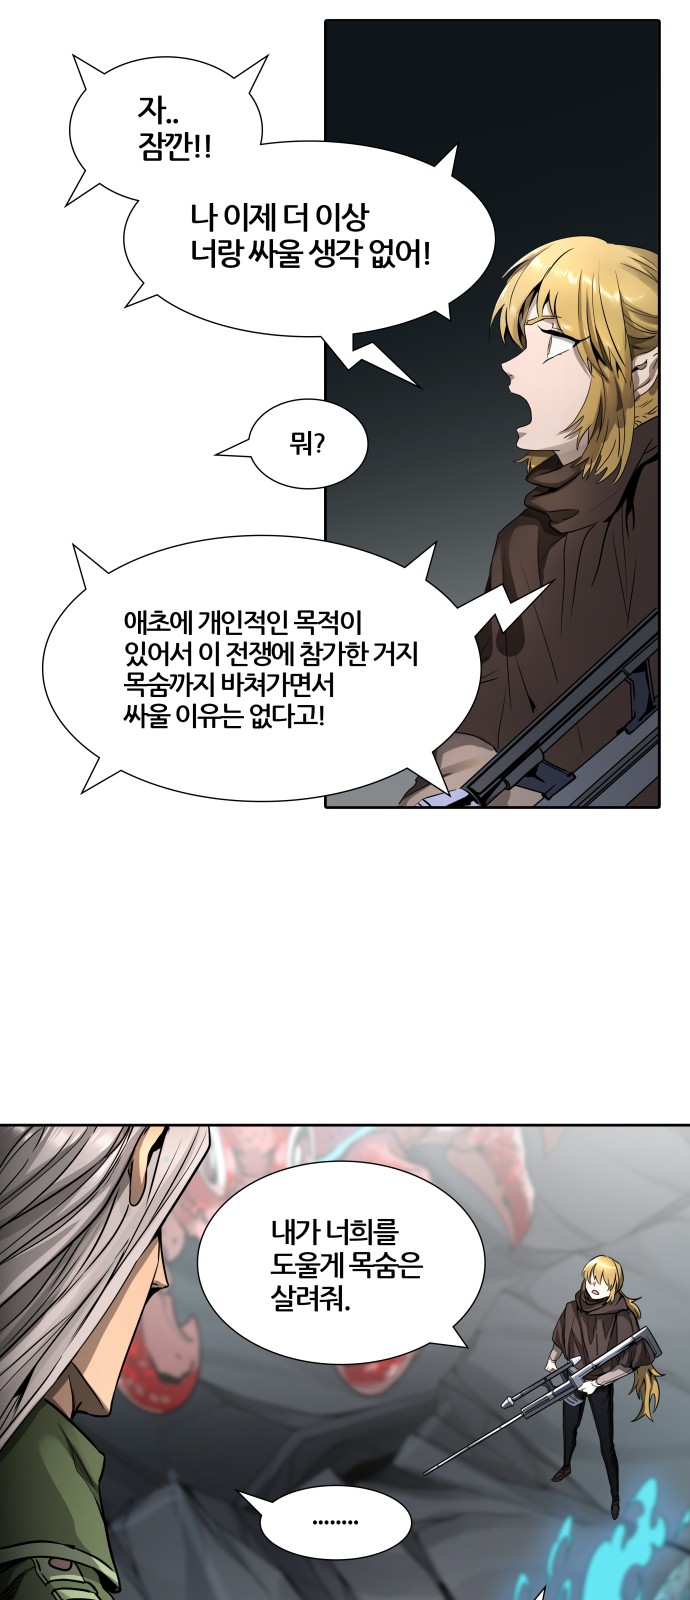 자..
잠깐!!
나 이제 더 이상
너랑 싸울 생각 없어!
뭐?
애초에 개인적인 목적이
있어서 이 전쟁에 참가한 거지
목숨까지 바쳐가면서
싸울 이유는 없다고!
내가 너희를
도울게 목숨은
살려줘.
........